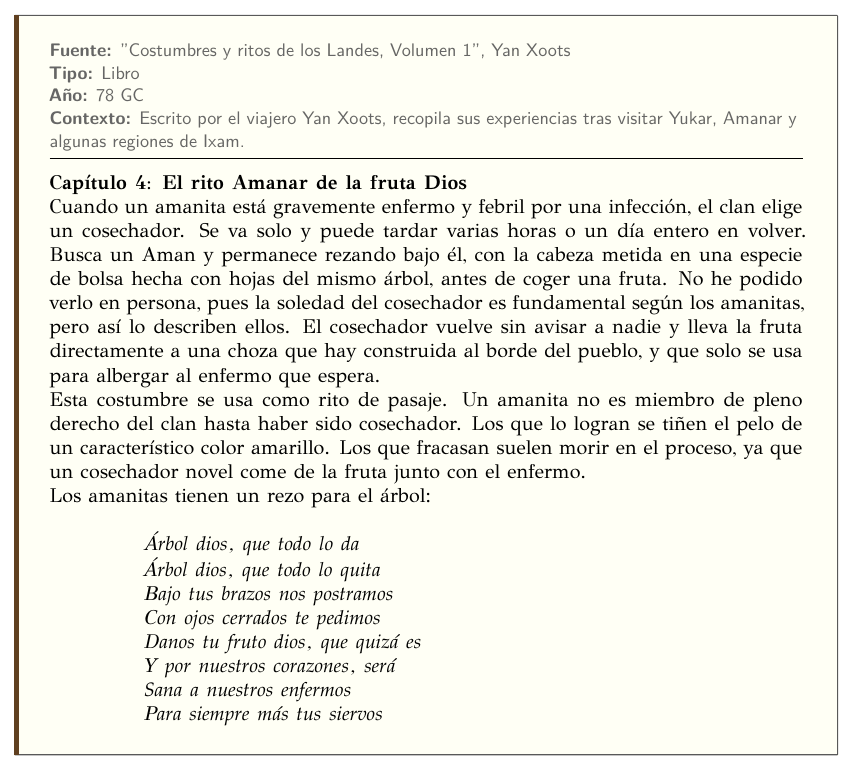 Fuente: "Costumbres y ritos de los Landes, Volumen 1", Yan Xoots
Tipo: Libro
Año: 78 GC
Contexto: Escrito por el viajero Yan Xoots, recopila sus experiencias tras visitar Yukar, Amanar y
algunas regiones de Ixam.
Capítulo 4: El rito Amanar de la fruta Dios
Cuando un amanita está gravemente enfermo y febril por una infección, el clan elige
un cosechador. Se va solo y puede tardar varias horas o un día entero en volver.
Busca un Aman y permanece rezando bajo él, con la cabeza metida en una especie
de bolsa hecha con hojas del mismo árbol, antes de coger una fruta. No he podido
verlo en persona, pues la soledad del cosechador es fundamental según los amanitas,
pero así lo describen ellos. El cosechador vuelve sin avisar a nadie y lleva la fruta
directamente a una choza que hay construida al borde del pueblo, y que solo se usa
para albergar al enfermo que espera.
Esta costumbre se usa como rito de pasaje. Un amanita no es miembro de pleno
derecho del clan hasta haber sido cosechador. Los que lo logran se tiñen el pelo de
un característico color amarillo. Los que fracasan suelen morir en el proceso, ya que
un cosechador novel come de la fruta junto con el enfermo.
Los amanitas tienen un rezo para el árbol:
Árbol dios, que todo lo da
Árbol dios, que todo lo quita
Bajo tus brazos nos postramos
Con ojos cerrados te pedimos
Danos tu fruto dios, que quizá es
Y por nuestros corazones, será
Sana a nuestros enfermos
Para siempre más tus siervos